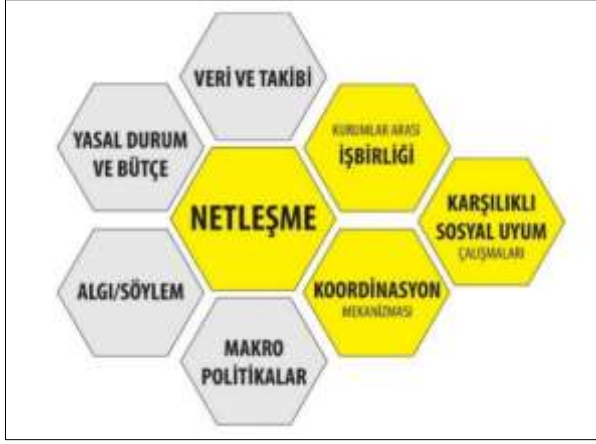 VERİ VE TAKİBİ
YASAL DURUM
VE BÜTÇE
KURUMLAR ARASI
İŞBİRLİĞİ
NETLEŞME
KARŞILIKLI
SOSYAL UYUM
ÇALIŞMALARI
ALGI/SÖYLEM
KOORDİNASYON
MEKANİZMASI
MAKRO
POLİTİKALAR